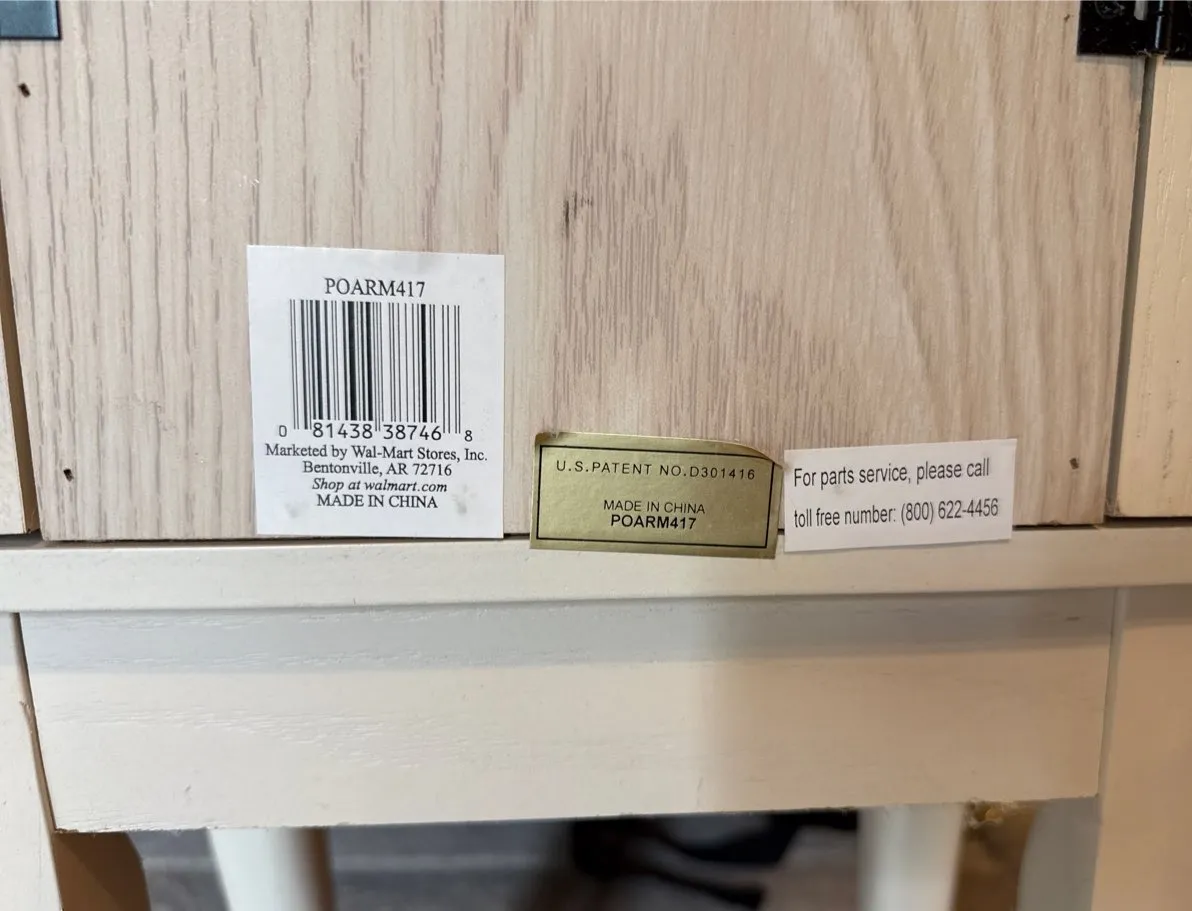 POARM417
0 81438 38746 8
Marketed by Wal-Mart Stores, Inc.
Bentonville, AR 72716
Shop at walmart.com
MADE IN CHINA
U.S.PATENT NO.D301416
MADE IN CHINA
POARM417
For parts service, please call
toll free number: (800) 622-4456